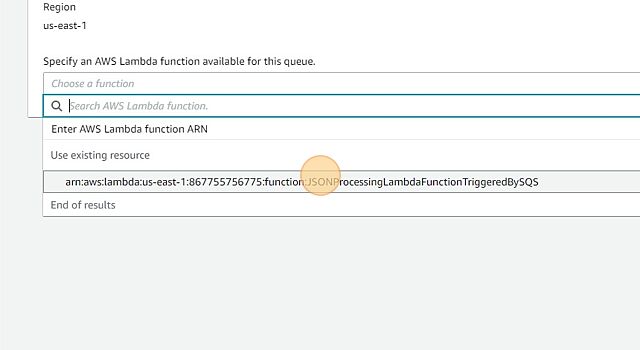 Region
us-east-1
Specify an AWS Lambda function available for this queue.
Choose a function
Search AWS Lambda function.
Enter AWS Lambda function ARN
Use existing resource
arn:aws:lambda:us-east-1:867755756775:function:JSONProcessingLambdaFunctionTriggeredBySQS
End of results